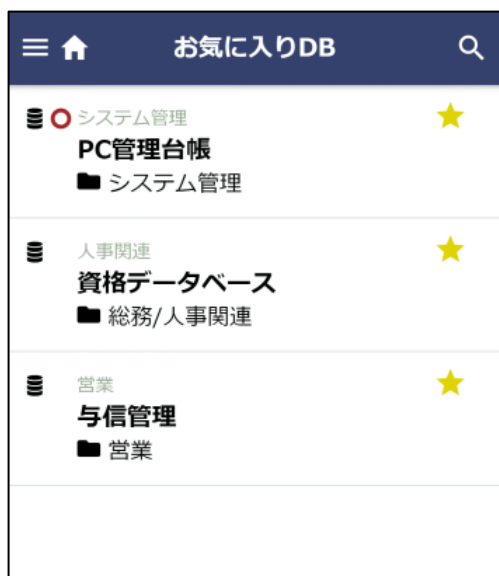 お気に入りDB
システム管理
PC管理台帳
システム管理
人事関連
資格データベース
総務/人事関連
営業
与信管理
営業